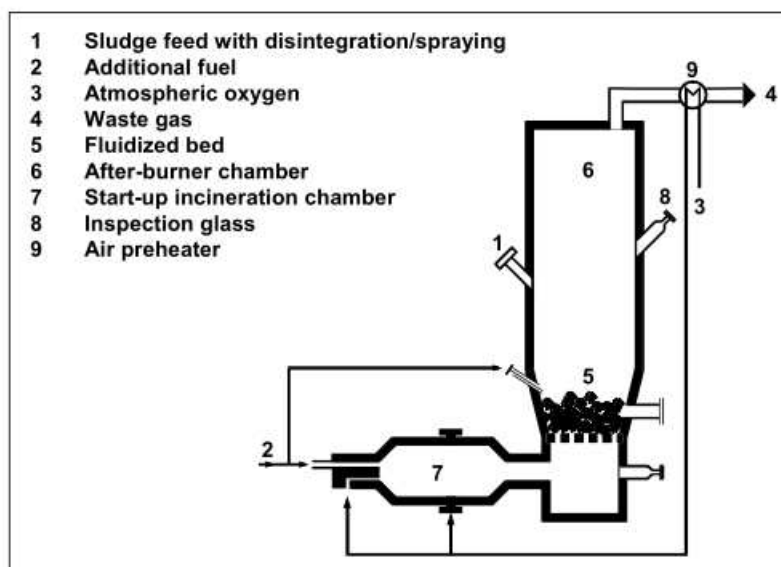 1 Sludge feed with disintegration/spraying
2 Additional fuel
3 Atmospheric oxygen
4 Waste gas
5 Fluidized bed
6 After-burner chamber
7 Start-up incineration chamber
8 Inspection glass
9 Air preheater
9
4
6
8
3
1
5
2
7